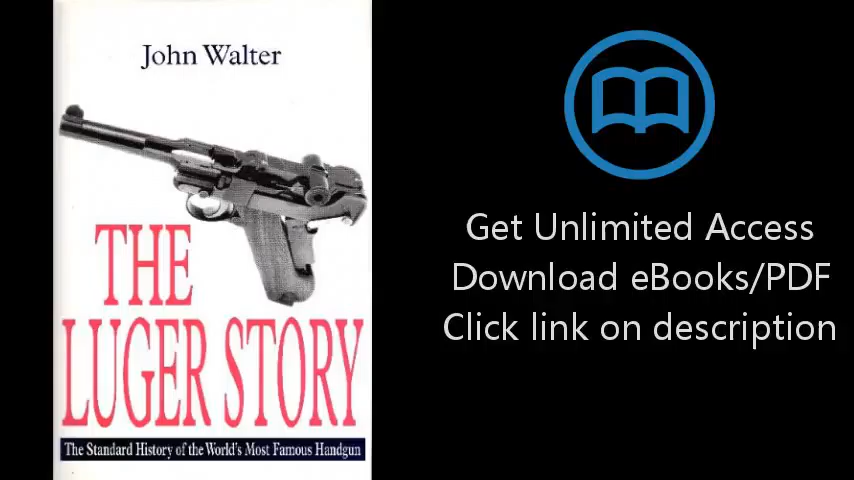 John Walter
THE
LUGER STORY
The Standard History of the World's Most Famous Handgun
Get Unlimited Access
Download eBooks/PDF
Click link on description